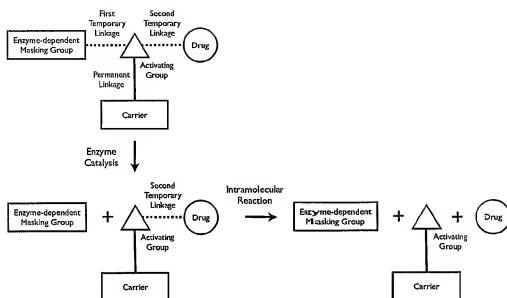 First
Temporary
Linkage
Second
Temporary
Linkage
Enzyme-dependent
Masking Group
Drug
Activating
Group
Permanent
Linkage
Carrier
Enzyme
Catalysis
Second
Temporary
Linkage
Intramolecular
Reaction
Enzyme-dependent
Masking Group
+
Drug
Activating
Group
Carrier
Enzyme-dependent
Masking Group
+
+
Drug
Activating
Group
Carrier